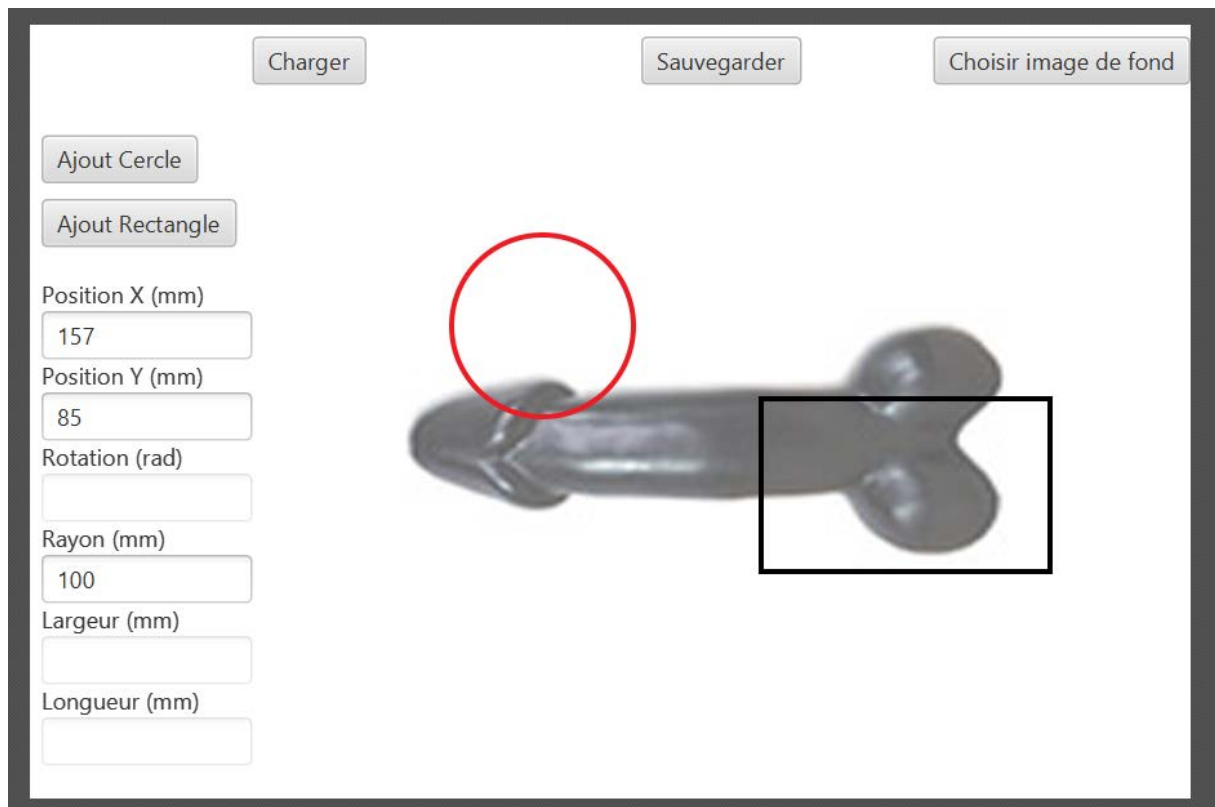 Charger
Sauvegarder
Choisir image de fond
Ajout Cercle
Ajout Rectangle
Position X (mm)
157
Position Y (mm)
85
Rotation (rad)
Rayon (mm)
100
Largeur (mm)
Longueur (mm)